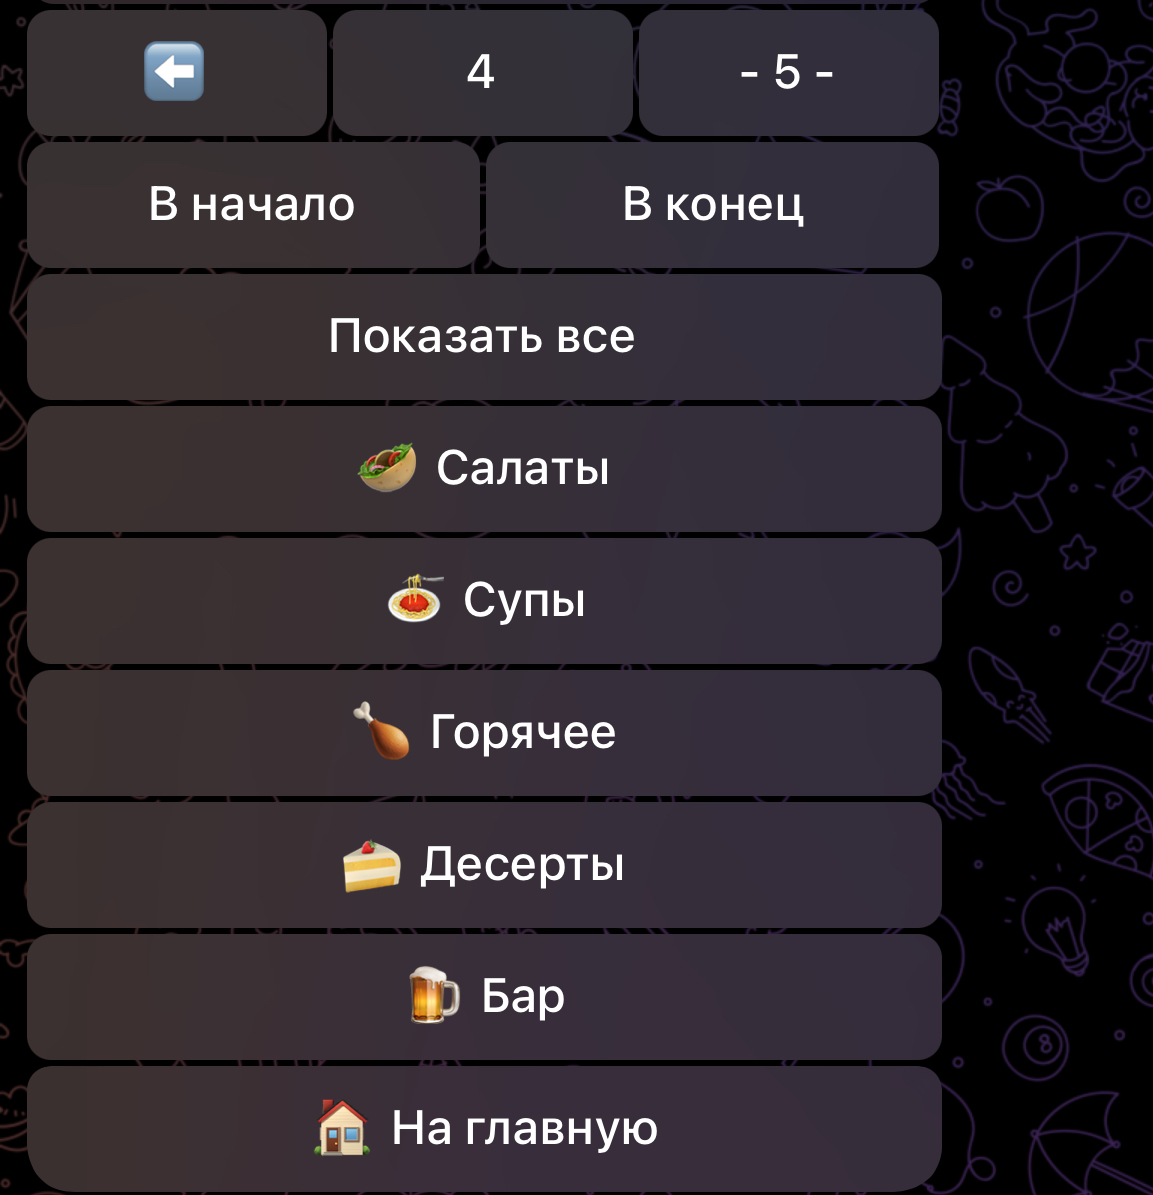 4
- 5 -
В начало
В конец
Показать все
Салаты
Супы
Горячее
Десерты
Бар
На главную